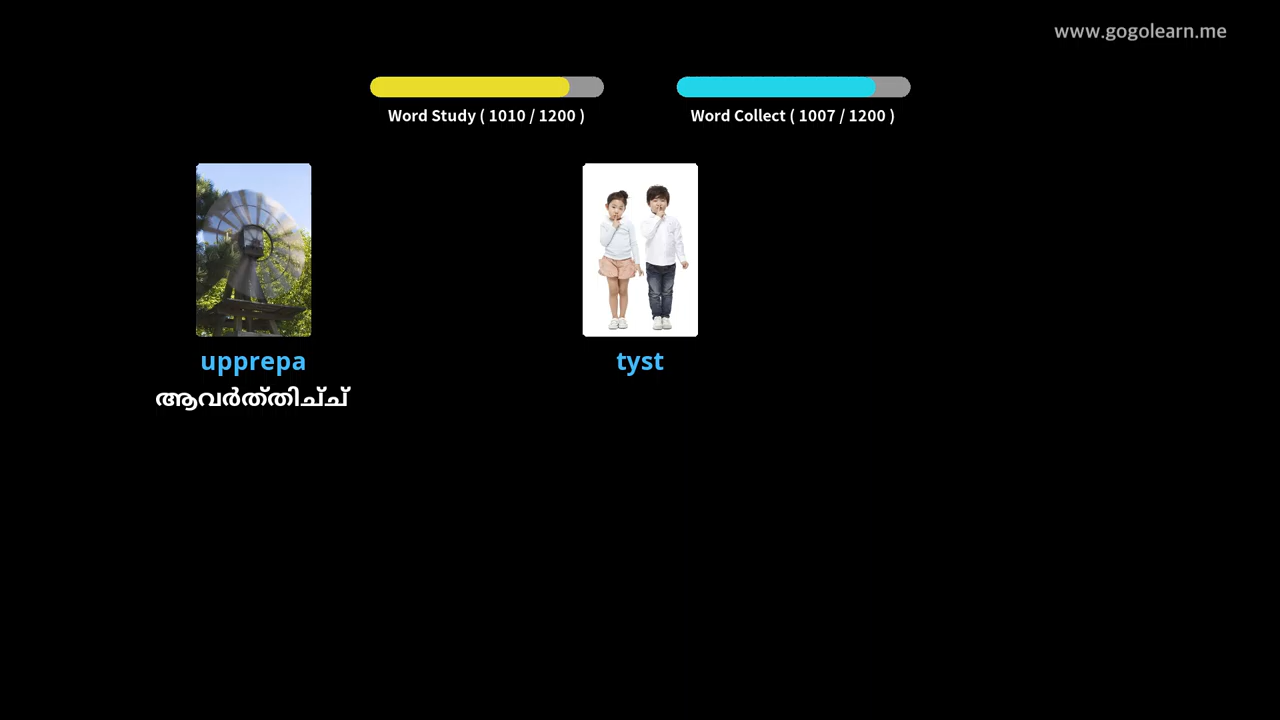 www.gogolearn.me
Word Study ( 1010 / 1200 )
Word Collect ( 1007 / 1200 )
upprepa
tyst
ആവർത്തിച്ച്